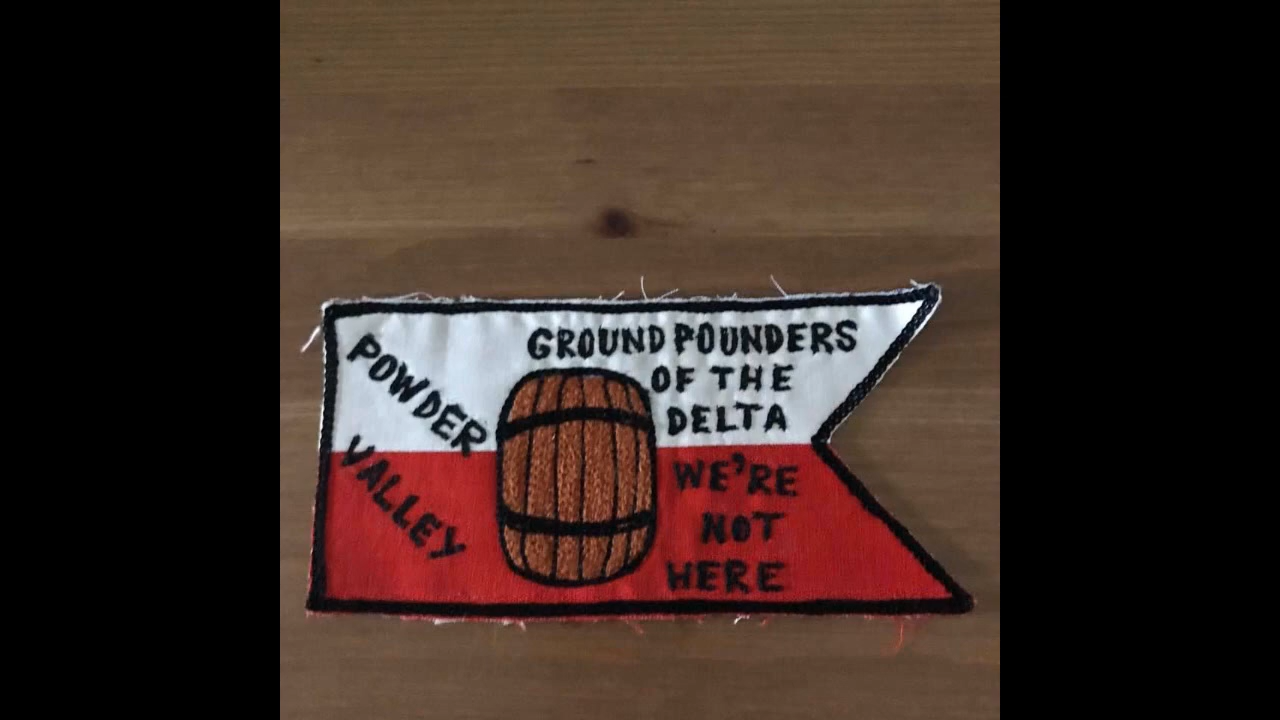 POWDER
VALLEY
GROUND POUNDERS
OF THE
DELTA
WE'RE
NOT
HERE